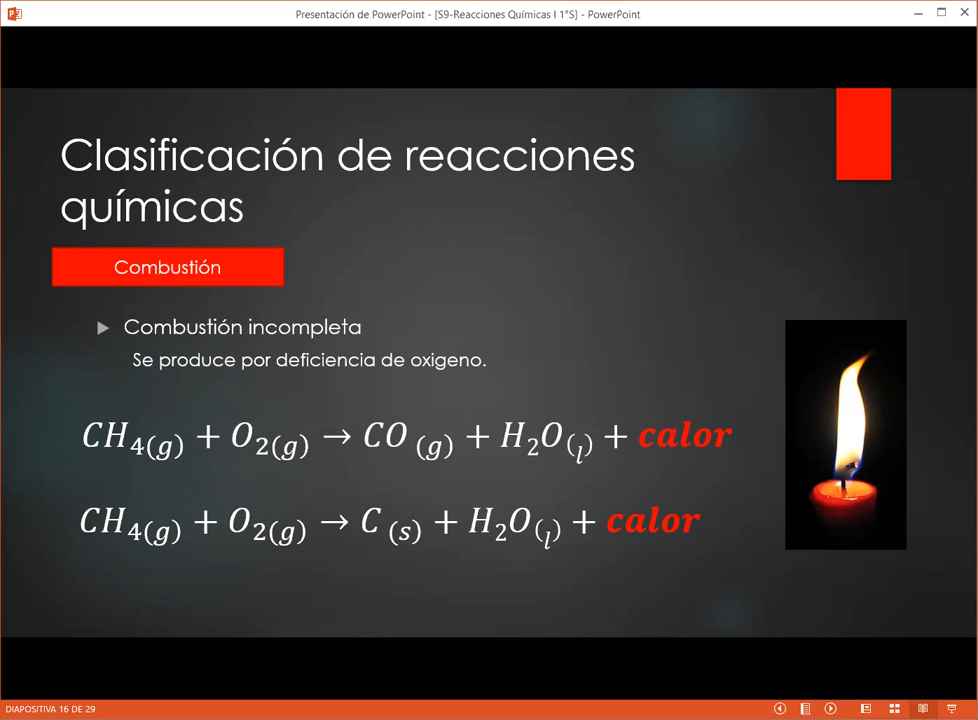 Presentación de PowerPoint - [S9-Reacciones Químicas I 1°S] - PowerPoint
Clasificación de reacciones
químicas
Combustión
Combustión incompleta
Se produce por deficiencia de oxigeno.
CH₄(g) + O₂(g) → CO (g) + H₂O(l) + calor
CH₄(g) + O₂(g) → C (s) + H₂O(l) + calor
DIAPOSITIVA 16 DE 29